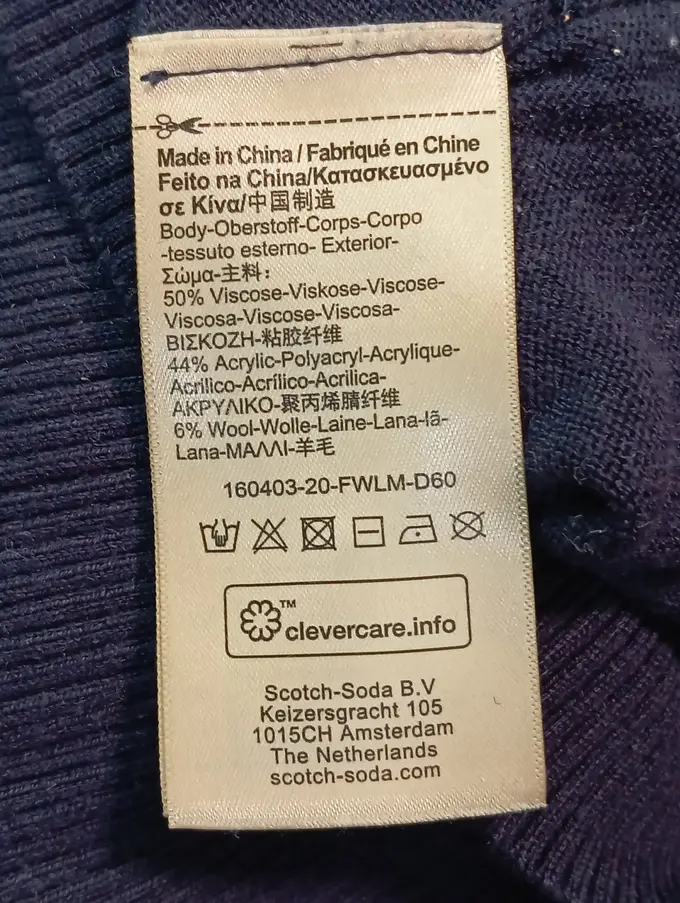 Made in China / Fabriqué en Chine
Feito na China/Κατασκευασμένο
σε Κίνα/中国制造
Body-Oberstoff-Corps-Corpo
-tessuto esterno- Exterior-
Σώμα-主料：
50% Viscose-Viskose-Viscose-
Viscosa-Viscose-Viscosa-
ΒΙΣΚΟΖΗ-粘胶纤维
44% Acrylic-Polyacryl-Acrylique-
Acrilico-Acrílico-Acrilica-
ΑΚΡΥΛΙΚΟ-聚丙烯腈纤维
6% Wool-Wolle-Laine-Lana-lã-
Lana-ΜΑΛΛΙ-羊毛
160403-20-FWLM-D60
™
clevercare.info
Scotch-Soda B.V
Keizersgracht 105
1015CH Amsterdam
The Netherlands
scotch-soda.com